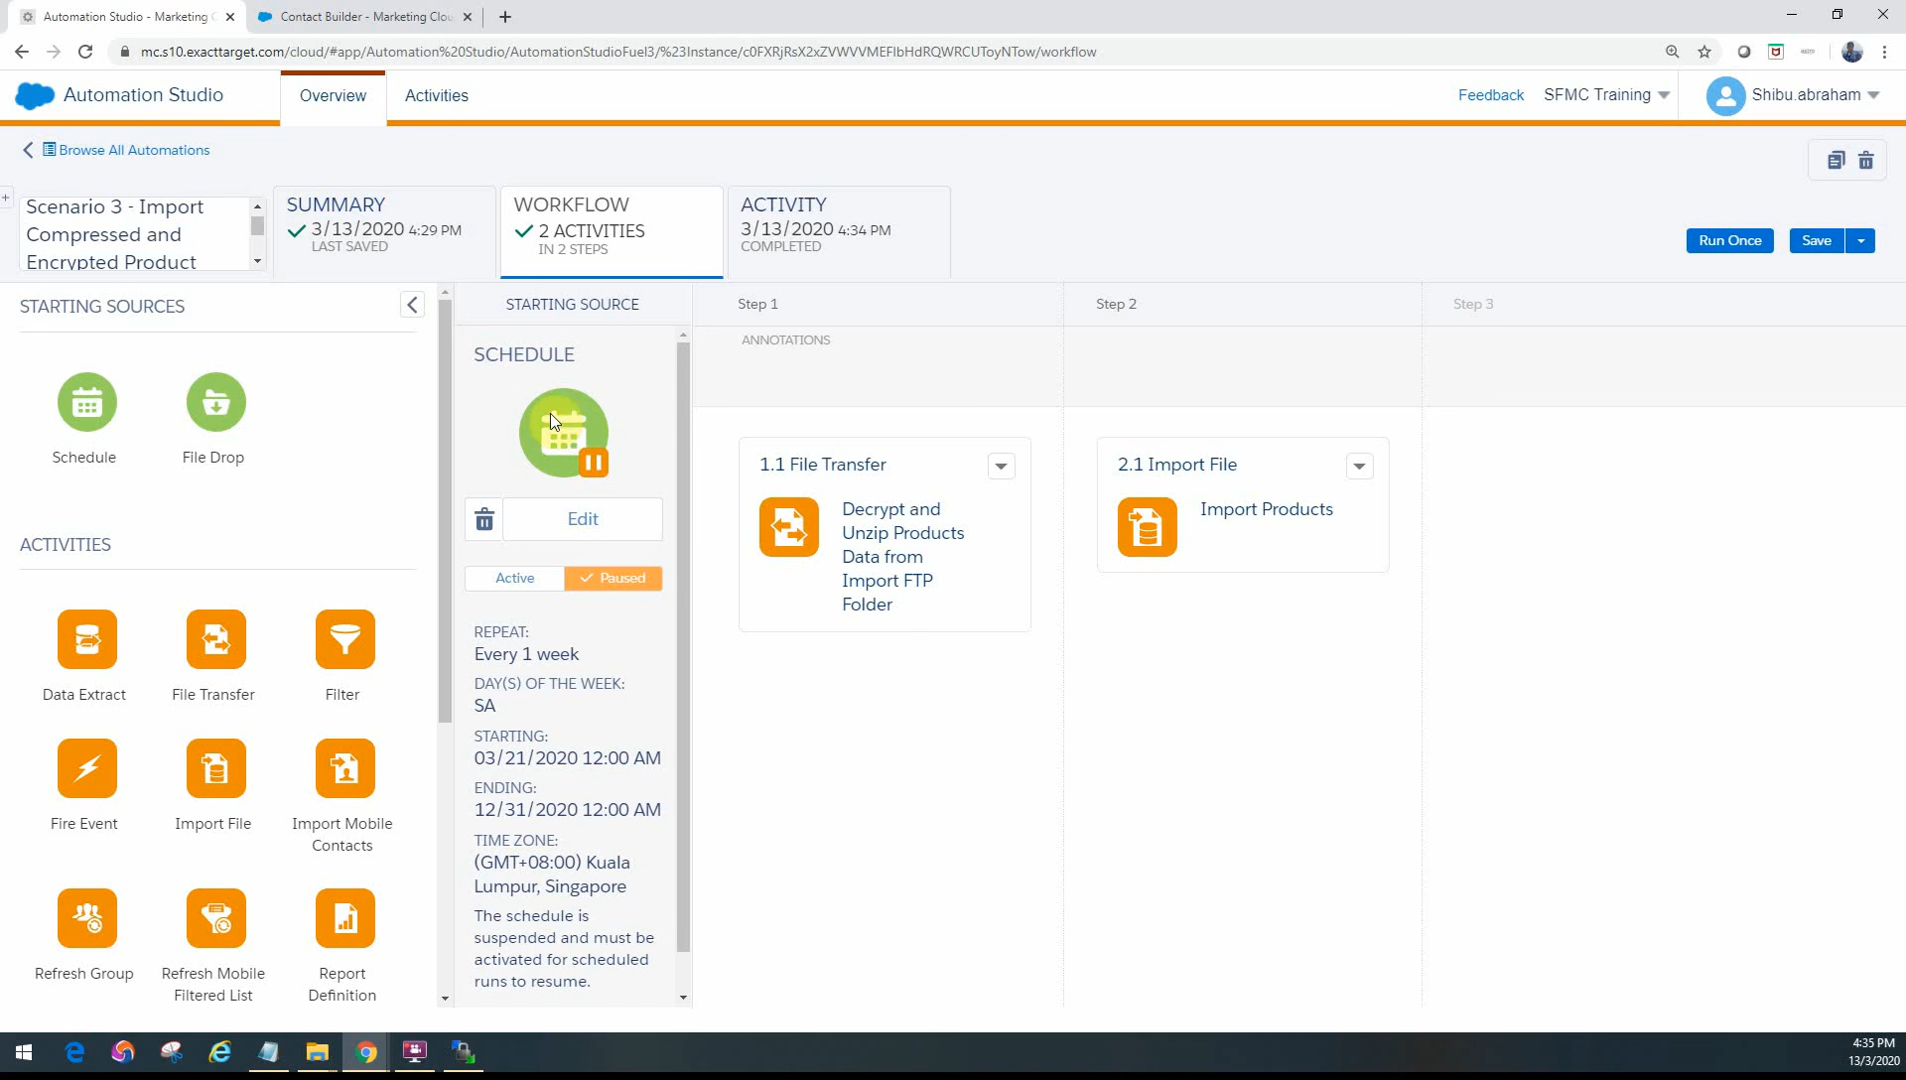 Automation Studio - Marketing C
Contact Builder - Marketing Clou
mc.s10.exacttarget.com/cloud/#app/Automation%20Studio/AutomationStudioFuel3/%23Instance/c0FXRjRsX2xZVWVVMEFlbHdRQWRCUToyNTow/workflow
Automation Studio
Overview
Activities
Feedback
SFMC Training
Shibu.abraham
Browse All Automations
Scenario 3 - Import
Compressed and
Encrypted Product
SUMMARY
3/13/2020 4:29 PM
LAST SAVED
WORKFLOW
2 ACTIVITIES
IN 2 STEPS
ACTIVITY
3/13/2020 4:34 PM
COMPLETED
Run Once
Save
STARTING SOURCES
Schedule
File Drop
ACTIVITIES
Data Extract
File Transfer
Filter
Fire Event
Import File
Import Mobile
Contacts
Refresh Group
Refresh Mobile
Filtered List
Report
Definition
STARTING SOURCE
SCHEDULE
Edit
Active
Paused
REPEAT:
Every 1 week
DAY(S) OF THE WEEK:
SA
STARTING:
03/21/2020 12:00 AM
ENDING:
12/31/2020 12:00 AM
TIME ZONE:
(GMT+08:00) Kuala
Lumpur, Singapore
The schedule is
suspended and must be
activated for scheduled
runs to resume.
Step 1
Step 2
Step 3
ANNOTATIONS
1.1 File Transfer
Decrypt and
Unzip Products
Data from
Import FTP
Folder
2.1 Import File
Import Products
4:35 PM
13/3/2020